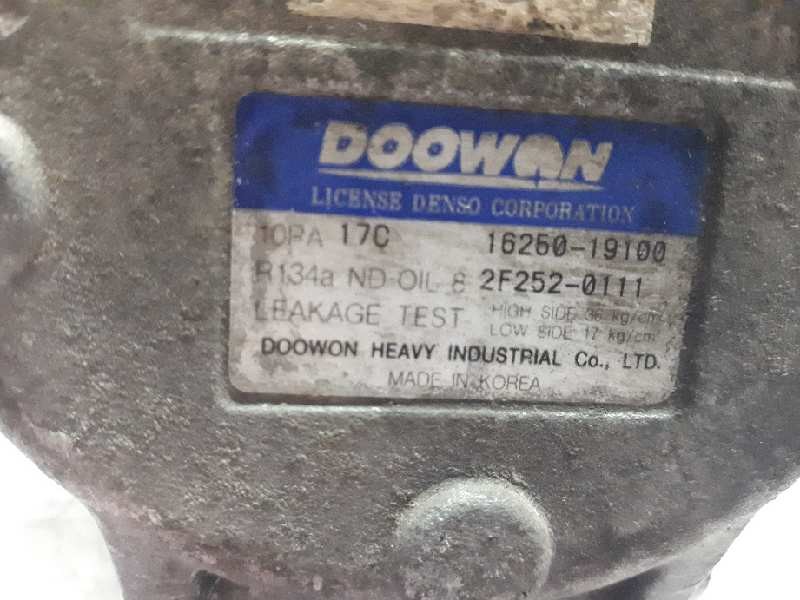 DOOWON
LICENSE DENSO CORPORATION
10PA 17C 16250-19100
R134a ND-OIL 8 2F252-0111
LEAKAGE TEST HIGH SIDE 36 kg/cm
LOW SIDE 17 kg/cm
DOOWON HEAVY INDUSTRIAL Co., LTD.
MADE IN KOREA